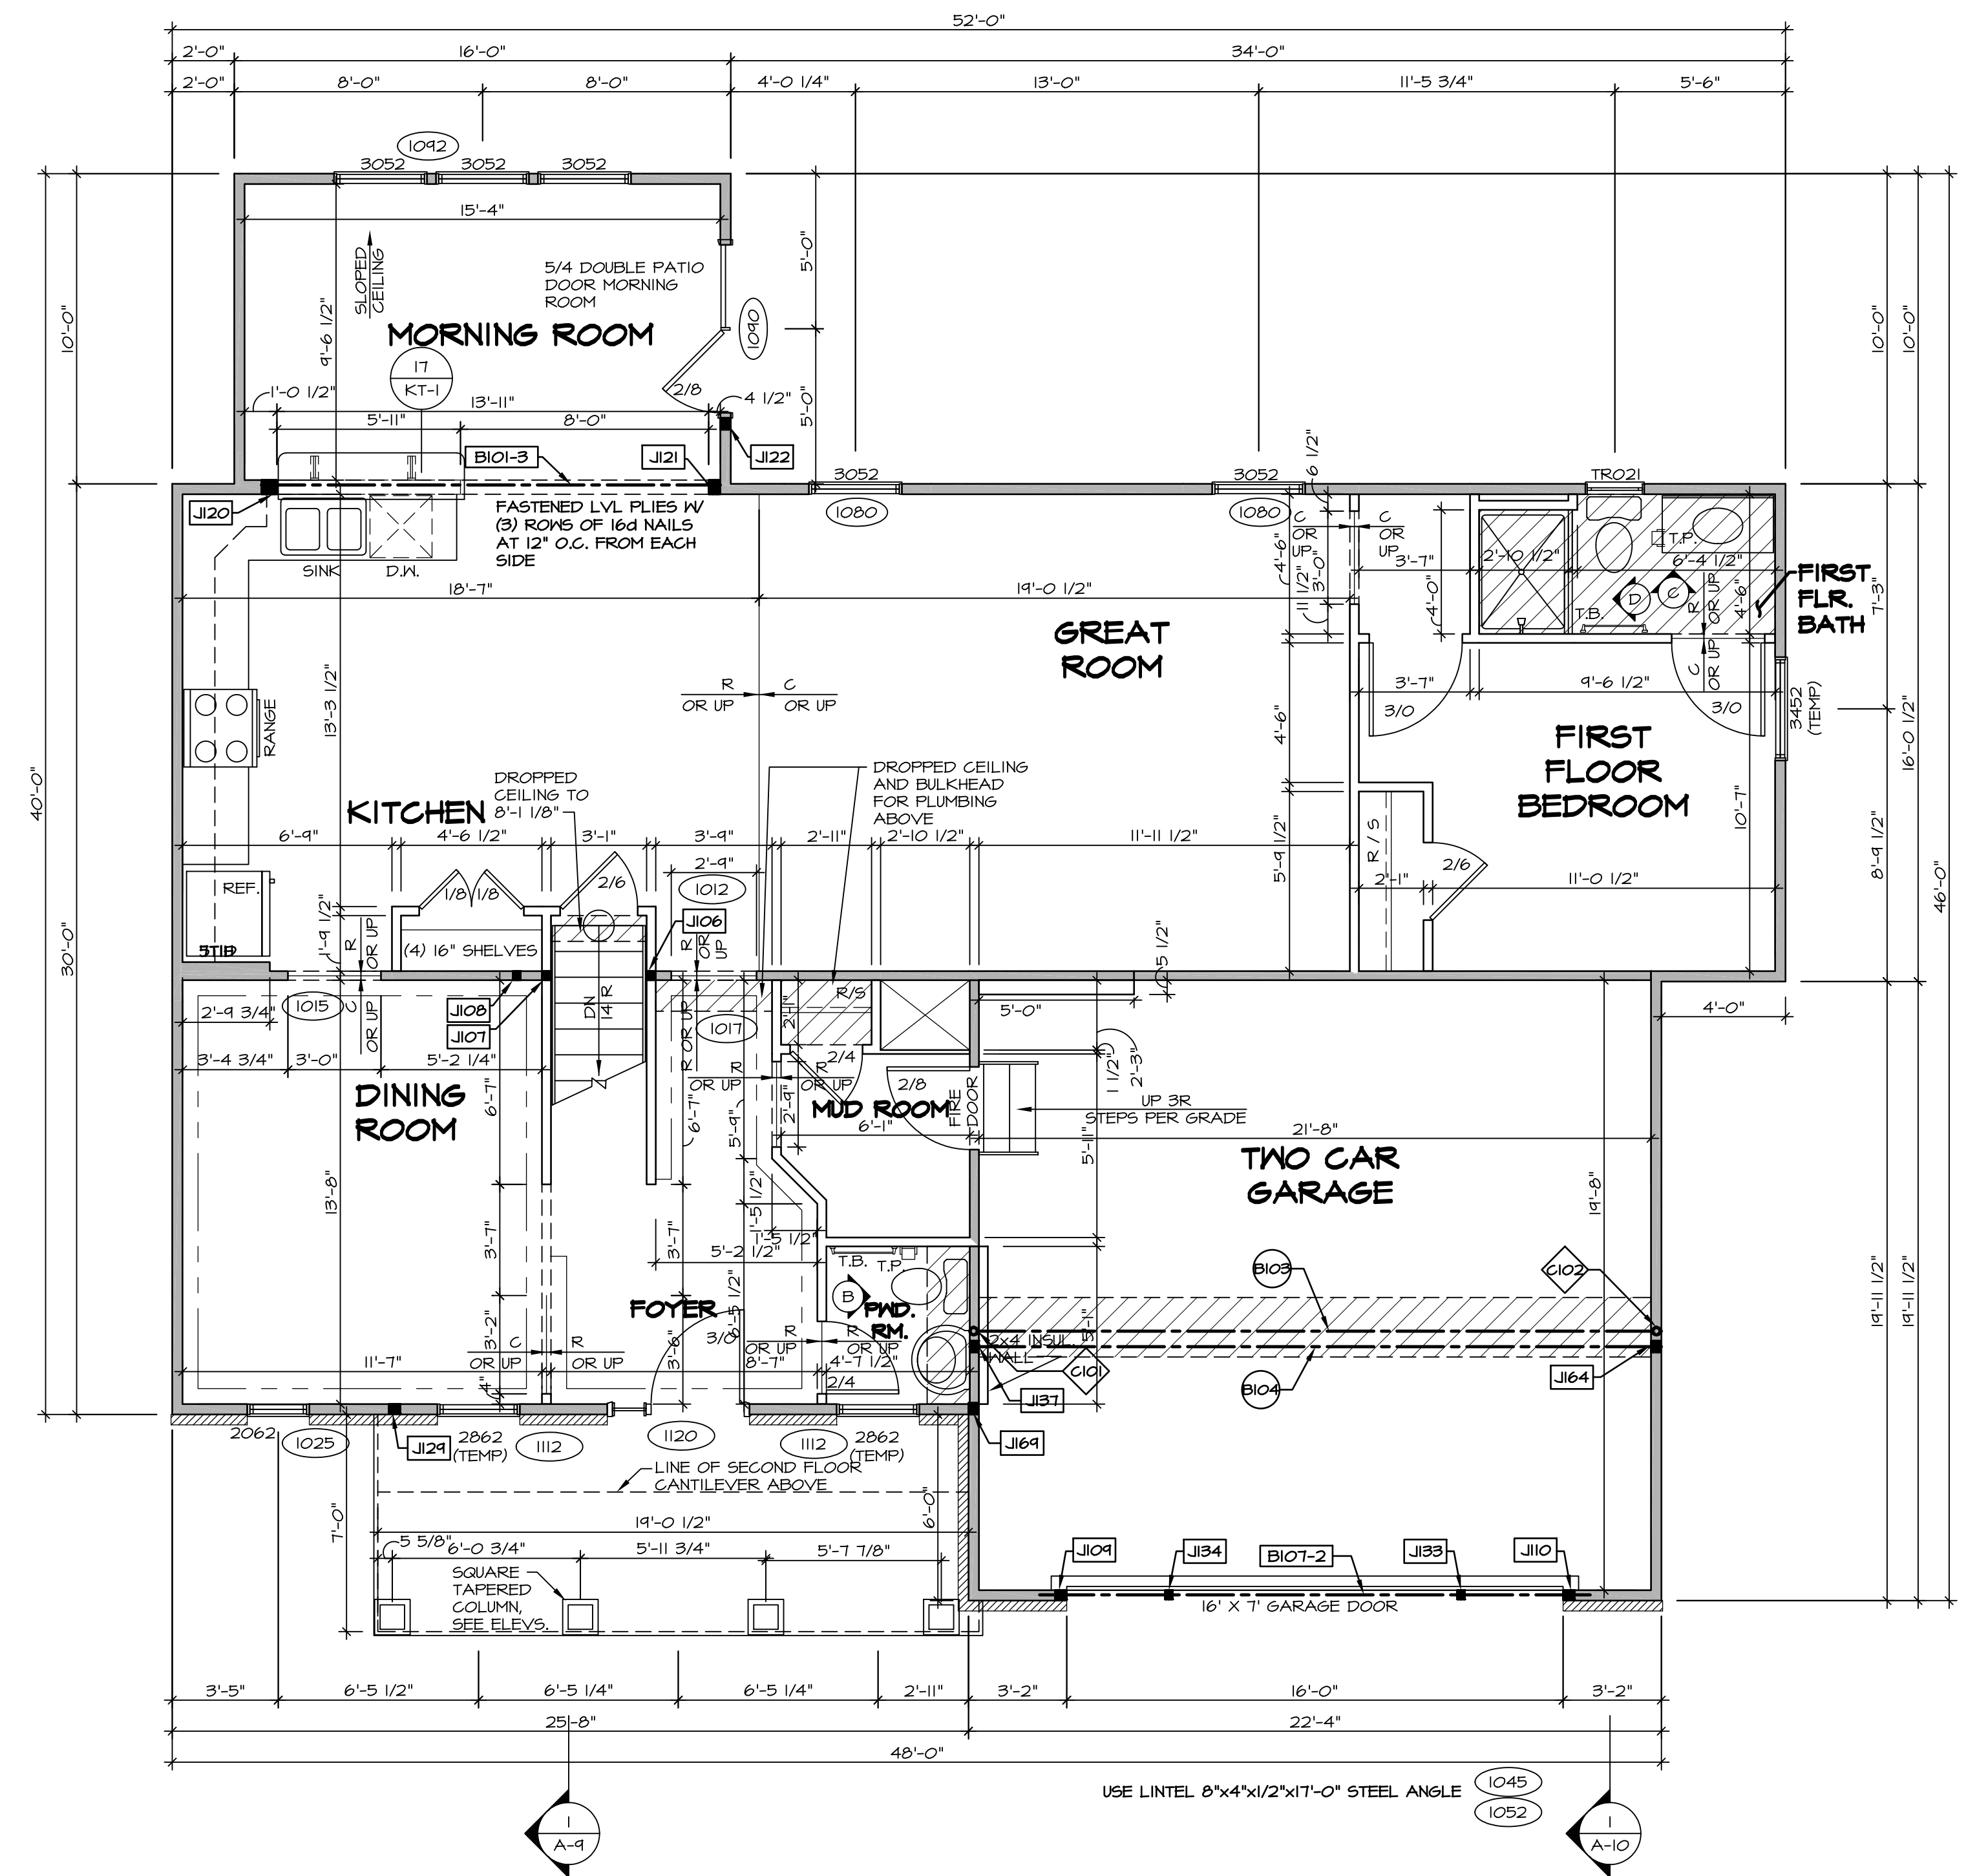 52'-0"
2'-0" 16'-0" 34'-0"
2'-0" 8'-0" 8'-0" 4'-0 1/4" 13'-0" 11'-5 3/4" 5'-6"
1092
3052 3052 3052
15'-4"
SLOPED
CEILING
5/4 DOUBLE PATIO
DOOR MORNING
ROOM
5'-0"
10'-0"
9'-6 1/2"
MORNING ROOM
1090
10'-0"
10'-0"
17
KT-1
2/8
1'-0 1/2"
13'-11"
4 1/2"
5'-0"
5'-11"
8'-0"
B101-3
J121
J122
J120
3052
3052
TR021
1080
1080
6 1/2"
FASTENED LVL PLIES W/
(3) ROWS OF 16d NAILS
AT 12" O.C. FROM EACH
SIDE
SINK
D.W.
C
OR
UP
C
OR
UP
4'-6"
11 1/2"
3'-0"
3'-7"
4'-0"
2'-10 1/2"
T.P.
6'-4 1/2"
T.B.
D
C
R
OR UP
4'-6"
C
OR UP
FIRST
FLR.
BATH
7'-3"
18'-7"
19'-0 1/2"
GREAT
ROOM
R
OR UP
C
OR UP
13'-3 1/2"
RANGE
3'-7"
9'-6 1/2"
3/0
3/0
3452
(TEMP)
4'-6"
16'-0 1/2"
FIRST
FLOOR
BEDROOM
40'-0"
46'-0"
DROPPED
CEILING TO
8'-1 1/8"
DROPPED CEILING
AND BULKHEAD
FOR PLUMBING
ABOVE
KITCHEN
10'-7"
6'-9" 4'-6 1/2" 3'-1" 3'-9" 2'-11" 2'-10 1/2" 11'-11 1/2"
2'-9"
5'-9 1/2"
R / S
2/6
2'-1"
11'-0 1/2"
8'-9 1/2"
REF.
1/8 1/8
2/6
1012
J106
1'-9 1/2"
R
OR UP
(4) 16" SHELVES
R
OR
UP
30'-0"
5 1/2"
1015
C
OR UP
2'-9 3/4"
J108
J107
DN
14 R
R OR UP
1017
2'-11"
R/S
5'-0"
4'-0"
3'-4 3/4" 3'-0" 5'-2 1/4"
R
OR UP
R
OR UP
2/4
2/8
1 1/2"
2'-3"
DINING
ROOM
6'-7"
6'-7"
5'-9"
2'-9"
MUD ROOM
FIRE
DOOR
UP 3R
STEPS PER GRADE
6'-1"
5'-11"
21'-8"
TWO CAR
GARAGE
13'-8"
19'-8"
1'-5 1/2"
1'-5 1/2"
3'-7"
3'-7"
5'-2 1/2"
T.B.
T.P.
B
PWD.
RM.
B103
C102
FOYER
6'-5 1/2"
3/0
3'-2"
3'-6"
C
OR UP
R
OR UP
R
OR UP
R
OR UP
2x4 INSUL.
WALL
5'-1"
19'-11 1/2"
19'-11 1/2"
11'-7"
8'-7"
4'-7 1/2"
2/4
4"
C101
J137
B104
J164
2062
1025
J129
2862
(TEMP)
1112
1120
1112
2862
(TEMP)
J169
LINE OF SECOND FLOOR
CANTILEVER ABOVE
7'-0"
6'-0"
19'-0 1/2"
5 5/8"
6'-0 3/4"
5'-11 3/4"
5'-7 7/8"
SQUARE
TAPERED
COLUMN,
SEE ELEVS.
J109
J134
B107-2
J133
J110
16' X 7' GARAGE DOOR
3'-5" 6'-5 1/2" 6'-5 1/4" 6'-5 1/4" 2'-11" 3'-2" 16'-0" 3'-2"
25'-8" 22'-4"
48'-0"
USE LINTEL 8"x4"x1/2"x17'-0" STEEL ANGLE
1045
1052
1
A-9
1
A-10